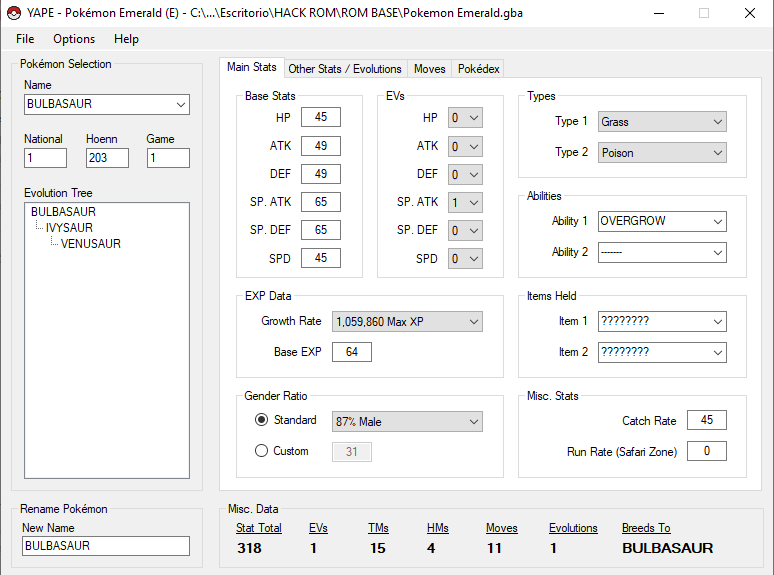 YAPE - Pokémon Emerald (E) - C:\...\Escritorio\HACK ROM\ROM BASE\Pokemon Emerald.gba
File Options Help
Pokémon Selection
Name
BULBASAUR
National Hoenn Game
1 203 1
Evolution Tree
BULBASAUR
IVYSAUR
VENUSAUR
Rename Pokémon
New Name
BULBASAUR
Main Stats Other Stats / Evolutions Moves Pokédex
Base Stats
HP 45
ATK 49
DEF 49
SP. ATK 65
SP. DEF 65
SPD 45
EVs
HP 0
ATK 0
DEF 0
SP. ATK 1
SP. DEF 0
SPD 0
Types
Type 1 Grass
Type 2 Poison
Abilities
Ability 1 OVERGROW
Ability 2 -------
EXP Data
Growth Rate 1,059,860 Max XP
Base EXP 64
Items Held
Item 1 ????????
Item 2 ????????
Gender Ratio
Standard 87% Male
Custom 31
Misc. Stats
Catch Rate 45
Run Rate (Safari Zone) 0
Misc. Data
Stat Total EVs TMs HMs Moves Evolutions Breeds To
318 1 15 4 11 1 BULBASAUR